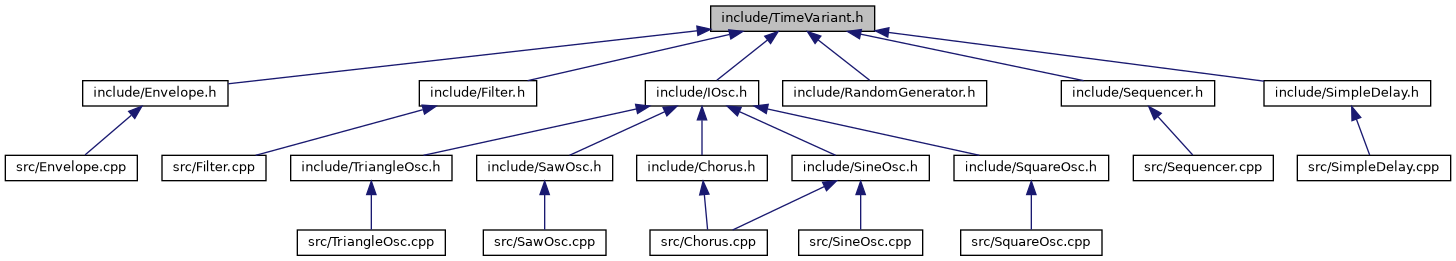 include/TimeVariant.h
include/Envelope.h
include/Filter.h
include/IOsc.h
include/RandomGenerator.h
include/Sequencer.h
include/SimpleDelay.h
src/Envelope.cpp
src/Filter.cpp
include/TriangleOsc.h
include/SawOsc.h
include/Chorus.h
include/SineOsc.h
include/SquareOsc.h
src/Sequencer.cpp
src/SimpleDelay.cpp
src/TriangleOsc.cpp
src/SawOsc.cpp
src/Chorus.cpp
src/SineOsc.cpp
src/SquareOsc.cpp